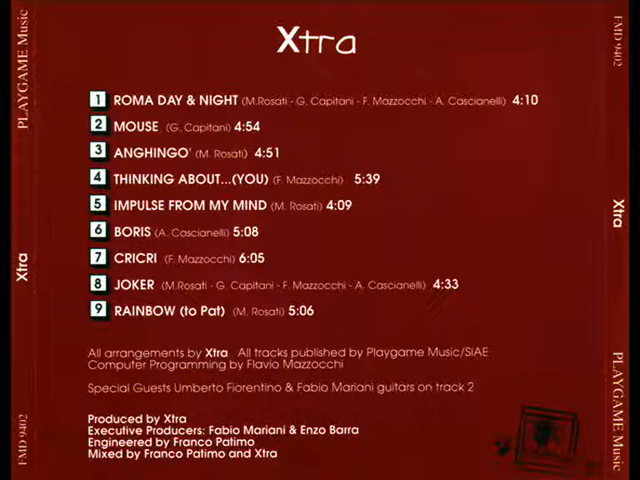 Xtra
1 ROMA DAY & NIGHT (M.Rosati - G. Capitani - F. Mazzocchi - A. Cascianelli) 4:10
2 MOUSE (G. Capitani) 4:54
3 ANGHINGO' (M. Rosati) 4:51
4 THINKING ABOUT...(YOU) (F. Mazzocchi) 5:39
5 IMPULSE FROM MY MIND (M. Rosati) 4:09
6 BORIS (A. Cascianelli) 5:08
7 CRICRI (F. Mazzocchi) 6:05
8 JOKER (M.Rosati - G. Capitani - F. Mazzocchi - A. Cascianelli) 4:33
9 RAINBOW (to Pat) (M. Rosati) 5:06
All arrangements by Xtra All tracks published by Playgame Music/SIAE
Computer Programming by Flavio Mazzocchi
Special Guests Umberto Fiorentino & Fabio Mariani guitars on track 2
Produced by Xtra
Executive Producers: Fabio Mariani & Enzo Barra
Engineered by Franco Patimo
Mixed by Franco Patimo and Xtra
PLAYGAME Music
Xtra
FMD 9402
FMD 9402
Xtra
PLAYGAME Music